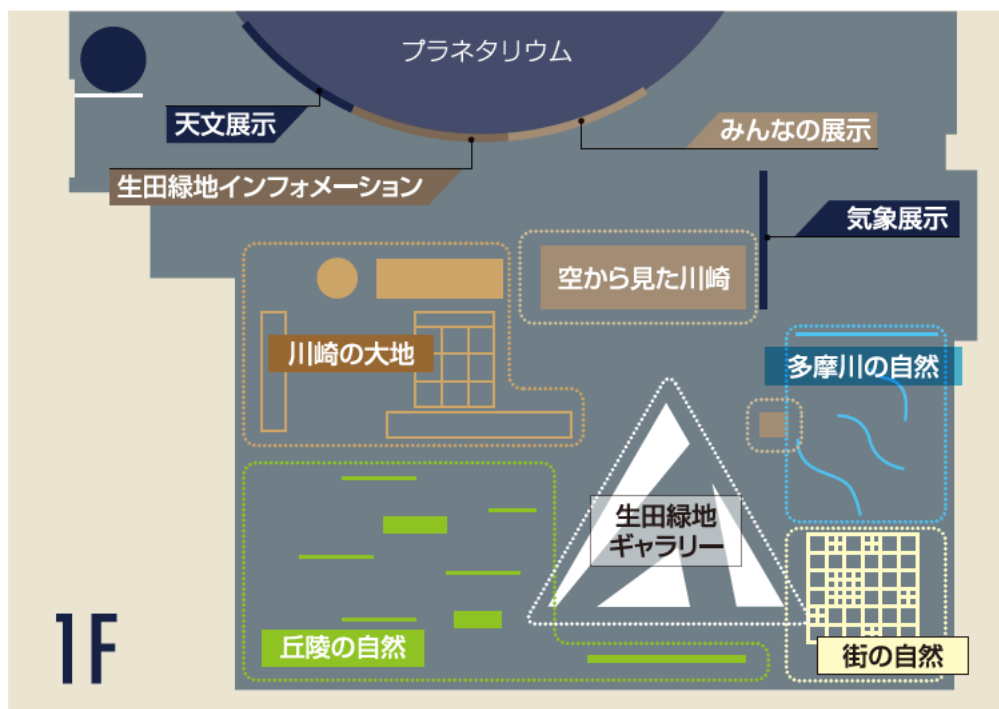 プラネタリウム
天文展示
みんなの展示
生田緑地インフォメーション
気象展示
空から見た川崎
川崎の大地
多摩川の自然
生田緑地
ギャラリー
丘陵の自然
街の自然
1F